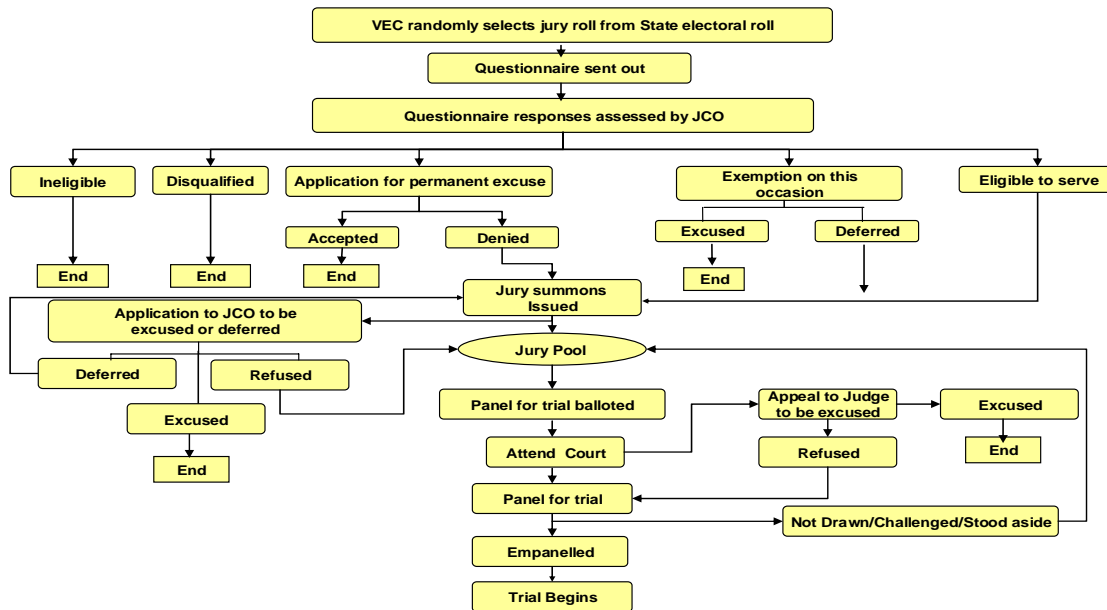 VEC randomly selects jury roll from State electoral roll
Questionnaire sent out
Questionnaire responses assessed by JCO
Ineligible
Disqualified
Application for permanent excuse
Exemption on this
occasion
Eligible to serve
Accepted
Denied
Excused
Deferred
End
End
End
End
Jury summons
Issued
Application to JCO to be
excused or deferred
Jury Pool
Deferred
Refused
Excused
End
Panel for trial balloted
Appeal to Judge
to be excused
Excused
Attend Court
Refused
End
Panel for trial
Not Drawn/Challenged/Stood aside
Empanelled
Trial Begins